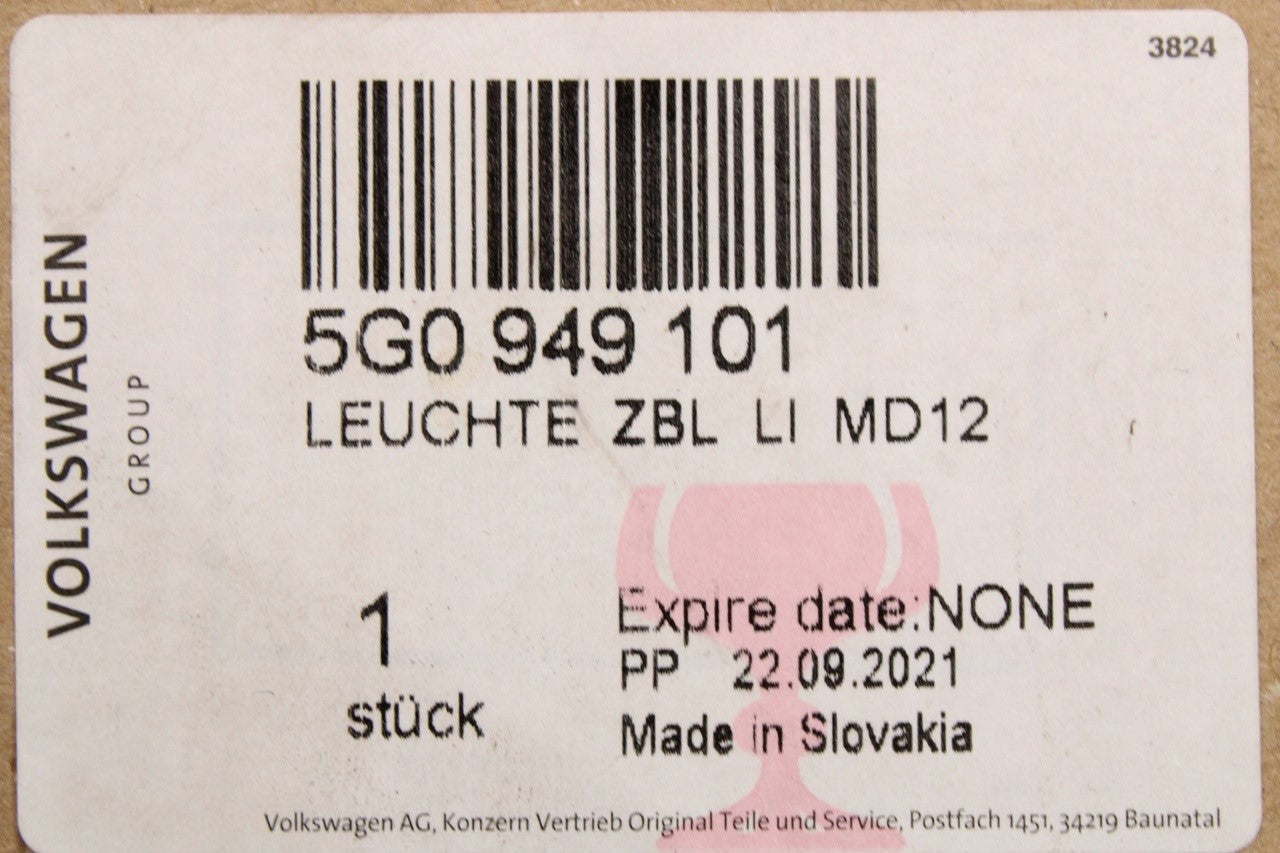 3824
VOLKSWAGEN
GROUP
5G0 949 101
LEUCHTE ZBL LI MD12
1
stück
Expire date:NONE
PP 22.09.2021
Made in Slovakia
Volkswagen AG, Konzern Vertrieb Original Teile und Service, Postfach 1451, 34219 Baunatal